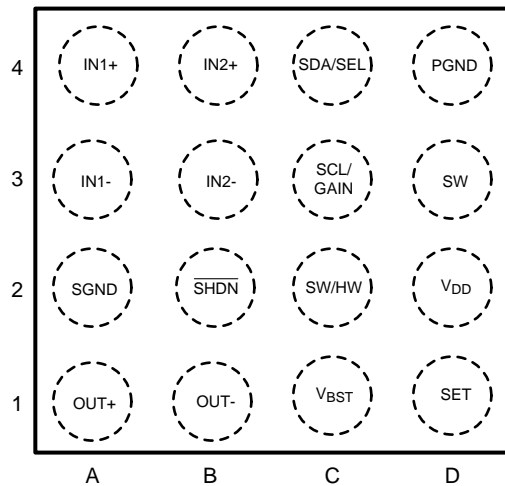 4 IN1+ IN2+ SDA/SEL PGND
3 IN1- IN2- SCL/
GAIN SW
2 SGND S̅H̅D̅N̅ SW/HW VDD
1 OUT+ OUT- VBST SET
A B C D